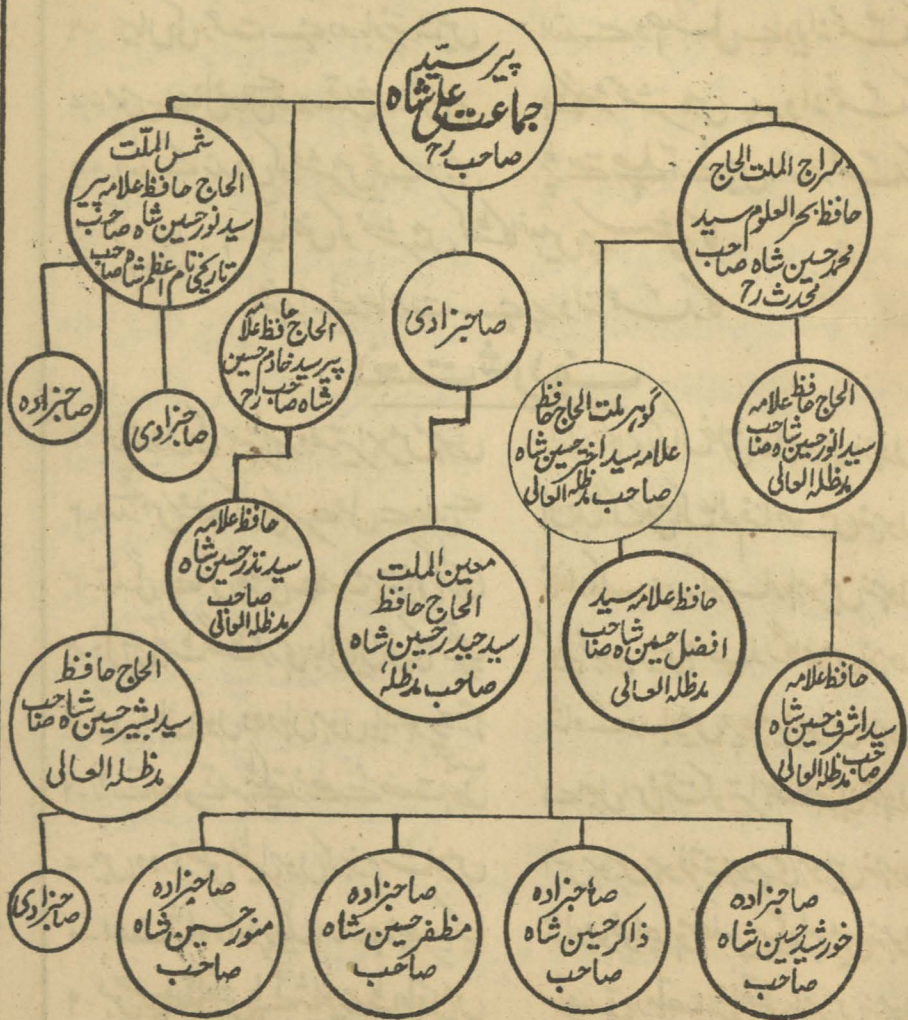 پیر سیّد
جماعت علی شاہ
صاحب رح
سراج الملت الحاج
حافظ بحر العلوم سید
محمد حسین شاہ صاحب
محدث رح
شمس الملّت
الحاج حافظ علامہ پیر
سید نور حسین شاہ صاحب
تاریخی نام اعظم شاہ صاحب
صاحبزادی
الحاج حافظ علامہ
پیر سید خادم حسین
شاہ صاحب رح
صاحبزادہ
صاحبزادی
الحاج حافظ علامہ
سید انور حسین شاہ صاحب
مدظلہ العالی
گوہر ملت الحاج حافظ
علامہ سید اختر حسین شاہ
صاحب مدظلہ العالی
حافظ علامہ
سید نذر حسین شاہ
صاحب
مدظلہ العالی
معین الملت
الحاج حافظ
سید حیدر حسین شاہ
صاحب مدظلہٗ
حافظ علامہ سید
افضل حسین شاہ صاحب
مدظلہ العالی
حافظ علامہ
سید اشرف حسین شاہ
صاحب مدظلہ العالی
الحاج حافظ
سید بشیر حسین شاہ صاحب
مدظلہ العالی
صاحبزادہ
خورشید حسین شاہ
صاحب
صاحبزادہ
ذاکر حسین شاہ
صاحب
صاحبزادہ
مظفر حسین شاہ
صاحب
صاحبزادہ
منور حسین شاہ
صاحب
صاحبزادی